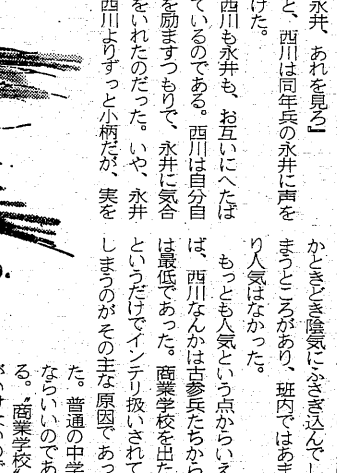 永井、あれを見ろ』
と、西川は同年兵の永井に声を
けた。
西川も永井も、お互いにへたば
ているのである。西川は自分自
を励ますつもりで、永井に気合
をいれたのだった。いや、永井
西川よりずっと小柄だが、実を
かときどき陰気にふさぎ込んでし
まうところがあり、班内ではあま
り人気はなかった。
もっとも人気という点からいえ
ば、西川なんかは古参兵たちから
は最低であった。商業学校を出た
というだけでインテリ扱いされて
しまうのがその主な原因であっ
た。普通の中学
ならいいのであ
る。〝商業学校